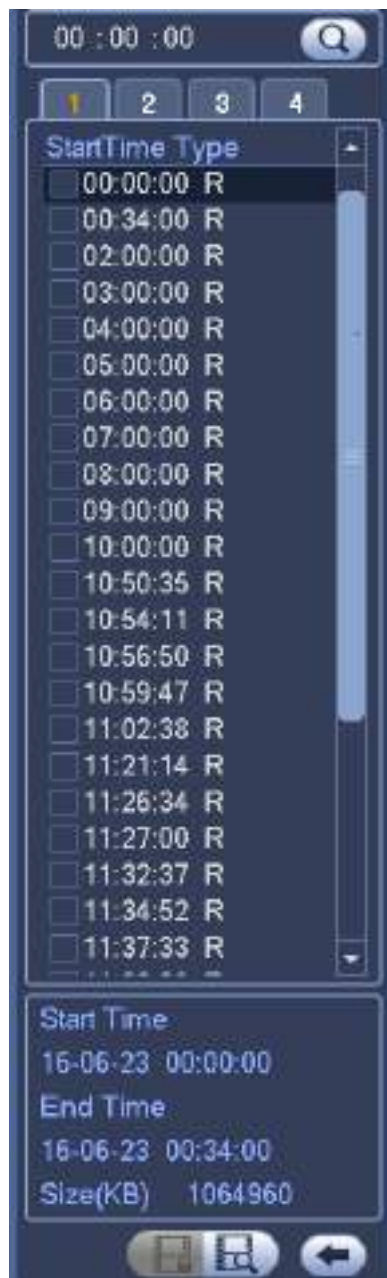 00 :00 :00
1 2 3 4
StartTime Type
00:00:00 R
00:34:00 R
02:00:00 R
03:00:00 R
04:00:00 R
05:00:00 R
06:00:00 R
07:00:00 R
08:00:00 R
09:00:00 R
10:00:00 R
10:50:35 R
10:54:11 R
10:56:50 R
10:59:47 R
11:02:38 R
11:21:14 R
11:26:34 R
11:27:00 R
11:32:37 R
11:34:52 R
11:37:33 R
Start Time
16-06-23 00:00:00
End Time
16-06-23 00:34:00
Size(KB) 1064960